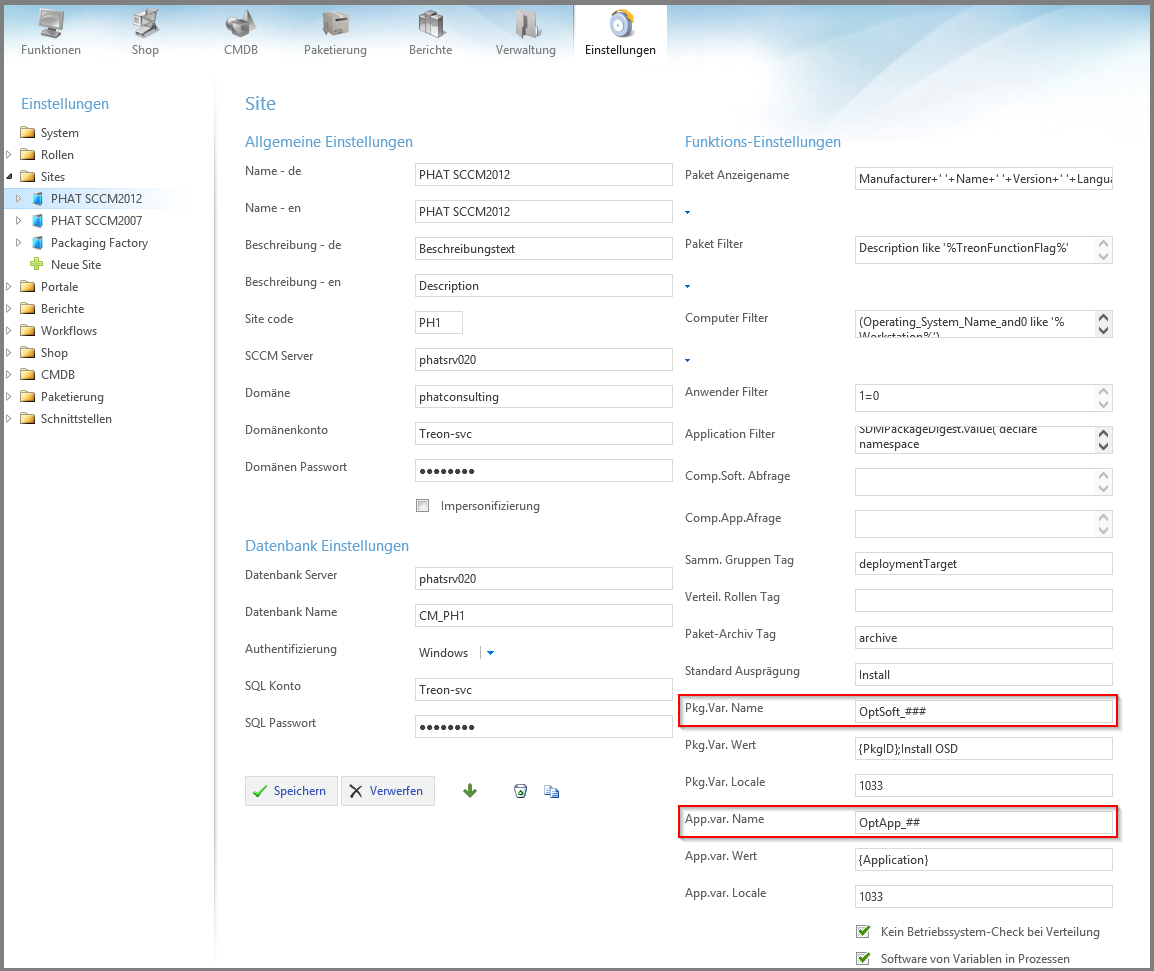 Funktionen
Shop
CMDB
Paketierung
Berichte
Verwaltung
Einstellungen
Einstellungen
System
Rollen
Sites
PHAT SCCM2012
PHAT SCCM2007
Packaging Factory
Neue Site
Portale
Berichte
Workflows
Shop
CMDB
Paketierung
Schnittstellen
Site
Allgemeine Einstellungen
Name - de
PHAT SCCM2012
Name - en
PHAT SCCM2012
Beschreibung - de
Beschreibungstext
Beschreibung - en
Description
Site code
PH1
SCCM Server
phatsrv020
Domäne
phatconsulting
Domänenkonto
Treon-svc
Domänen Passwort
●●●●●●●●
Impersonifizierung
Datenbank Einstellungen
Datenbank Server
phatsrv020
Datenbank Name
CM_PH1
Authentifizierung
Windows
SQL Konto
Treon-svc
SQL Passwort
●●●●●●●●
Speichern
Verwerfen
Funktions-Einstellungen
Paket Anzeigename
Manufacturer+' '+Name+' '+Version+' '+Langua
Paket Filter
Description like '%TreonFunctionFlag%'
Computer Filter
(Operating_System_Name_and0 like '%
Workstation%')
Anwender Filter
1=0
Application Filter
SDMPackageDigest.value( declare
namespace
Comp.Soft. Abfrage
Comp.App.Afrage
Samm. Gruppen Tag
deploymentTarget
Verteil. Rollen Tag
Paket-Archiv Tag
archive
Standard Ausprägung
Install
Pkg.Var. Name
OptSoft_###
Pkg.Var. Wert
{PkgID};Install OSD
Pkg.Var. Locale
1033
App.var. Name
OptApp_##
App.var. Wert
{Application}
App.var. Locale
1033
Kein Betriebssystem-Check bei Verteilung
Software von Variablen in Prozessen